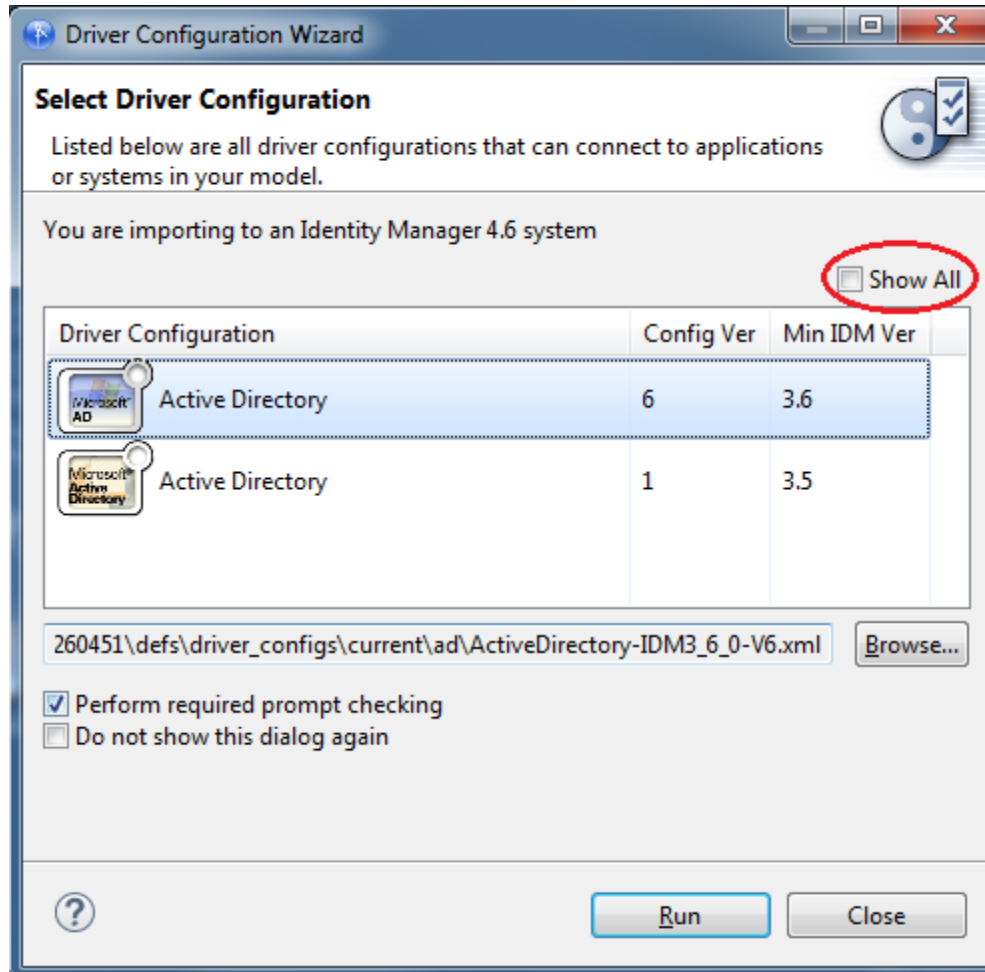 Driver Configuration Wizard
Select Driver Configuration
Listed below are all driver configurations that can connect to applications
or systems in your model.
You are importing to an Identity Manager 4.6 system
Show All
Driver Configuration Config Ver Min IDM Ver
Microsoft
AD
Active Directory 6 3.6
Microsoft
Active
Directory
Active Directory 1 3.5
260451\defs\driver_configs\current\ad\ActiveDirectory-IDM3_6_0-V6.xml Browse...
Perform required prompt checking
Do not show this dialog again
? Run Close